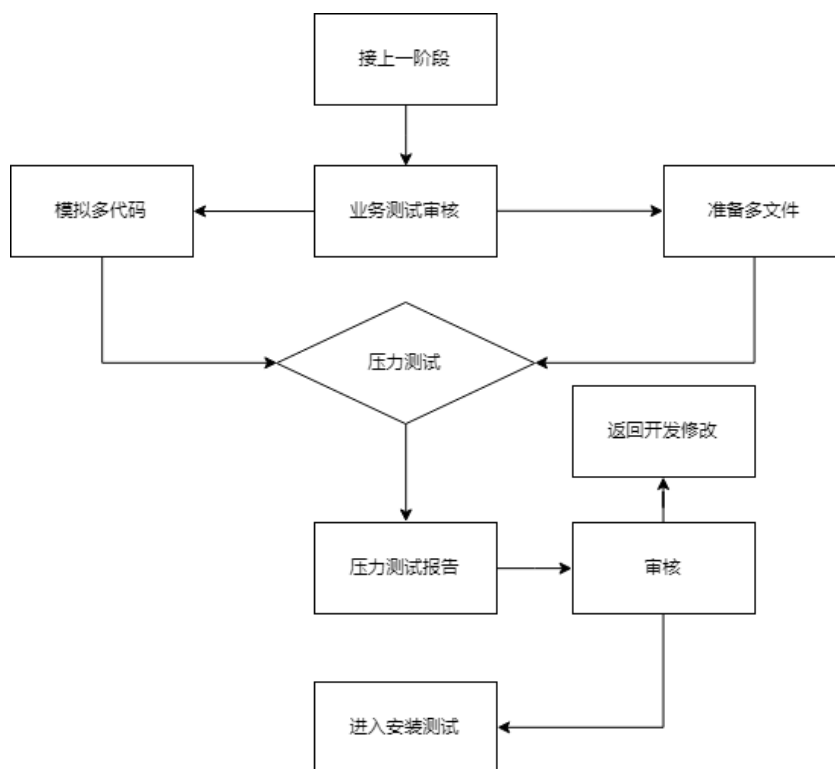 接上一阶段
模拟多代码
业务测试审核
准备多文件
压力测试
返回开发修改
压力测试报告
审核
进入安装测试